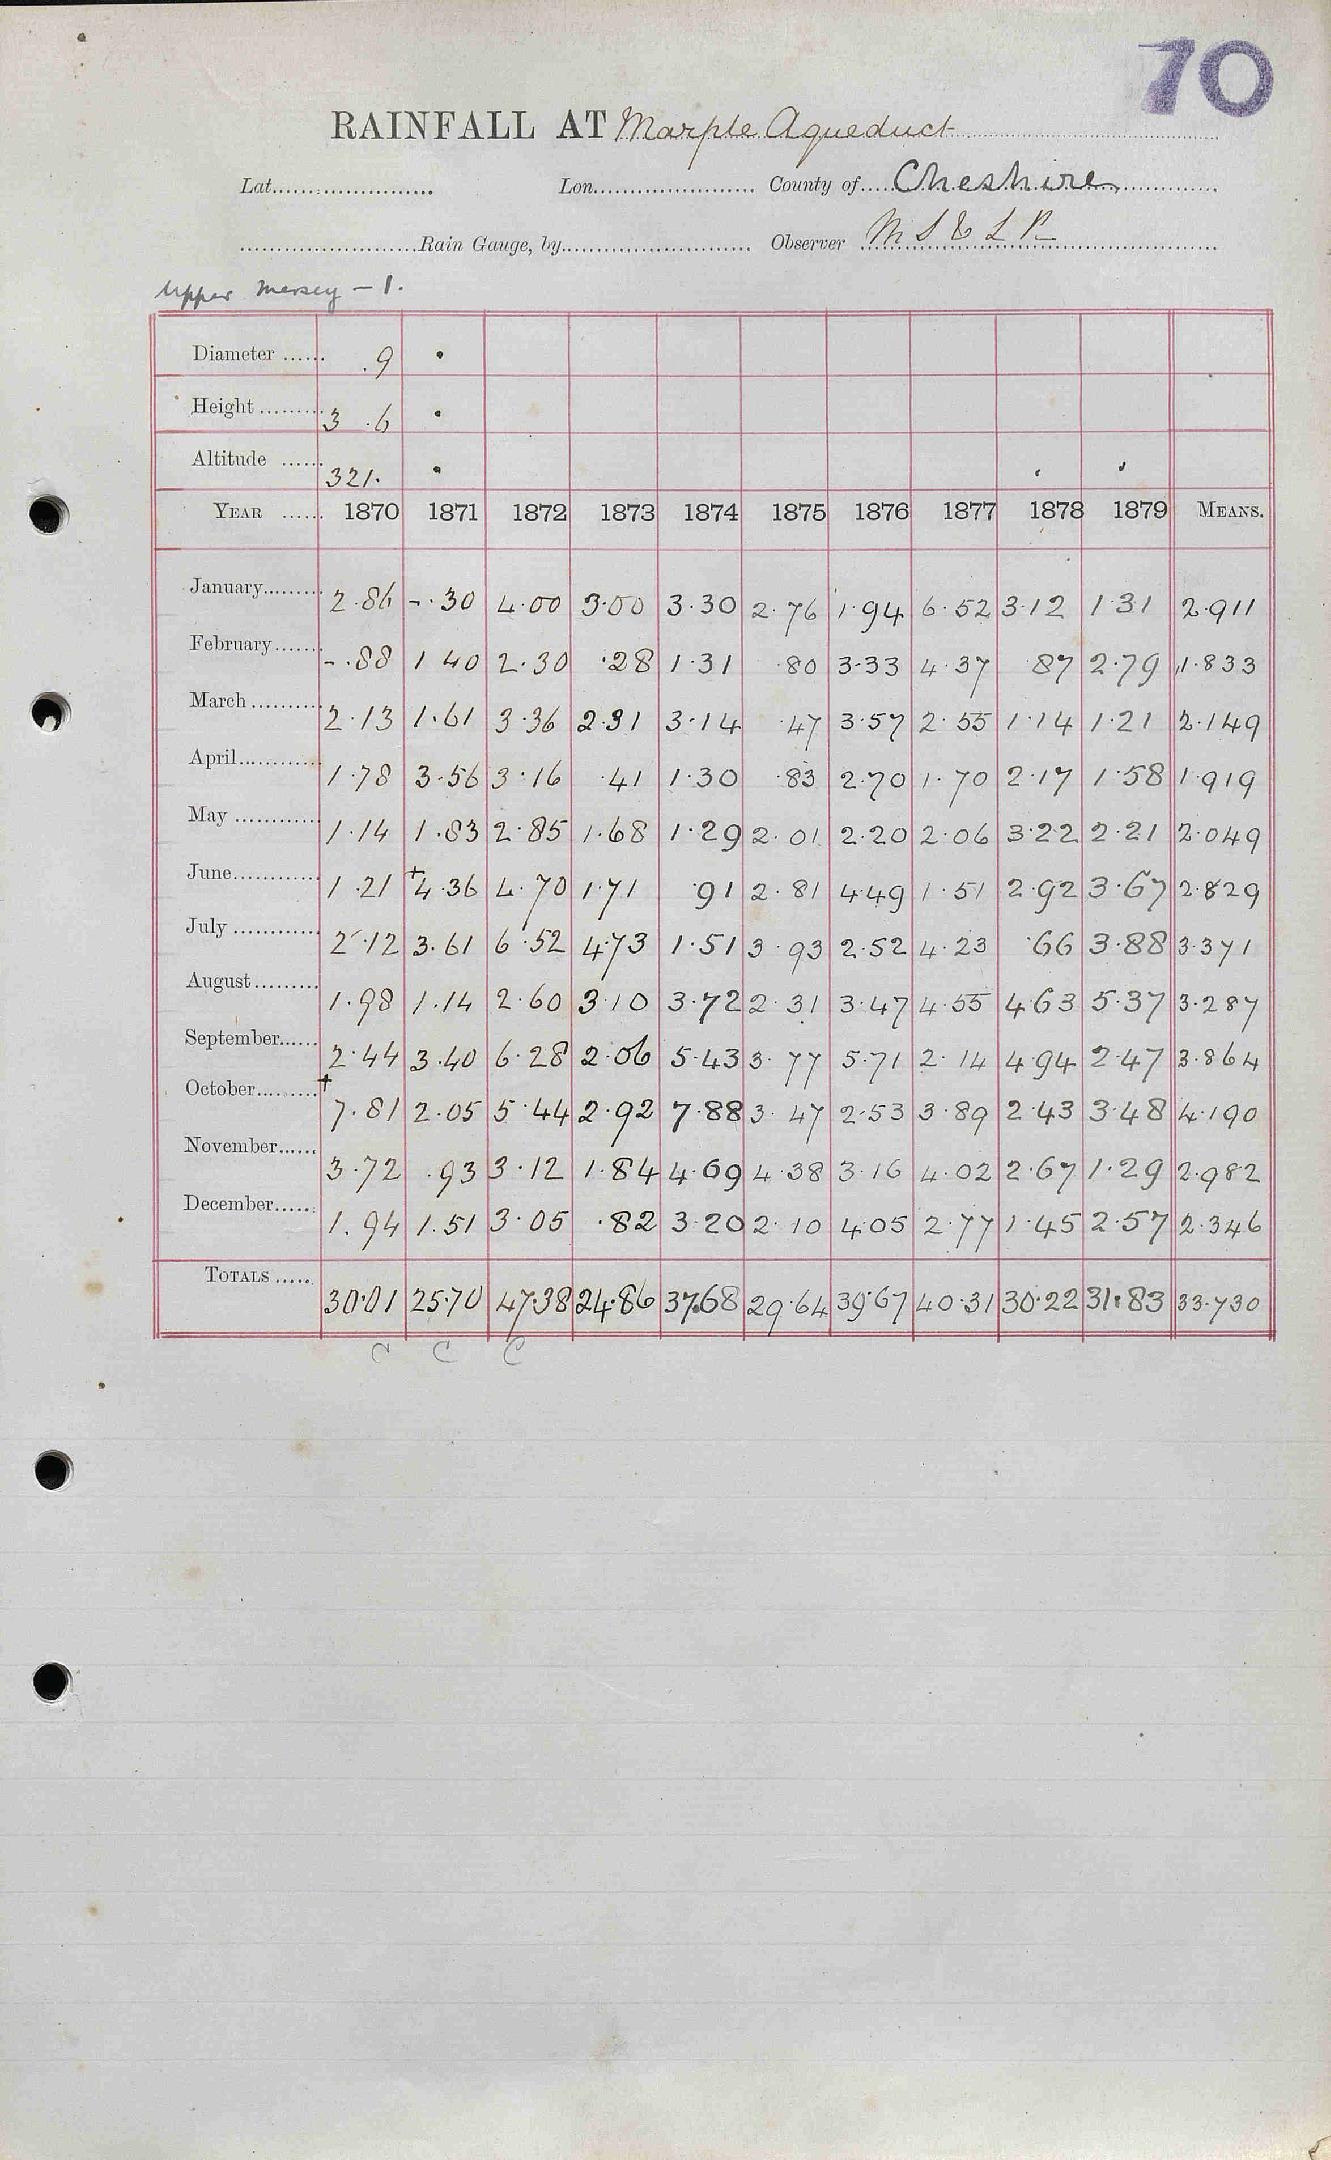 70
RAINFALL AT Marple Aqueduct
Lat. Lon. County of Cheshire
Rain Gauge, by Observer M S & L R
Upper Mersey - 1.
Diameter .9 •
Height 3 .6 •
Altitude 321. •
YEAR 1870 1871 1872 1873 1874 1875 1876 1877 1878 1879 MEANS.
January 2.86 -.30 4.00 3.00 3.30 2.76 1.94 6.52 3.12 1.31 2.911
February -.88 1.40 2.30 .28 1.31 .80 3.33 4.37 .87 2.79 1.833
March 2.13 1.61 3.36 2.31 3.14 .47 3.57 2.55 1.14 1.21 2.149
April 1.78 3.56 3.16 .41 1.30 .83 2.70 1.70 2.17 1.58 1.919
May 1.14 1.83 2.85 1.68 1.29 2.01 2.20 2.06 3.22 2.21 2.049
June 1.21 +4.36 4.70 1.71 .91 2.81 4.49 1.51 2.92 3.67 2.829
July 2.12 3.61 6.52 4.73 1.51 3.93 2.52 4.23 .66 3.88 3.371
August 1.98 1.14 2.60 3.10 3.72 2.31 3.47 4.55 4.63 5.37 3.287
September 2.44 3.40 6.28 2.06 5.43 3.77 5.71 2.14 4.94 2.47 3.864
October +7.81 2.05 5.44 2.92 7.88 3.47 2.53 3.89 2.43 3.48 4.190
November 3.72 .93 3.12 1.84 4.69 4.38 3.16 4.02 2.67 1.29 2.982
December 1.94 1.51 3.05 .82 3.20 2.10 4.05 2.77 1.45 2.57 2.346
TOTALS 30.01 25.70 47.38 24.86 37.68 29.64 39.67 40.31 30.22 31.83 33.730
C C C